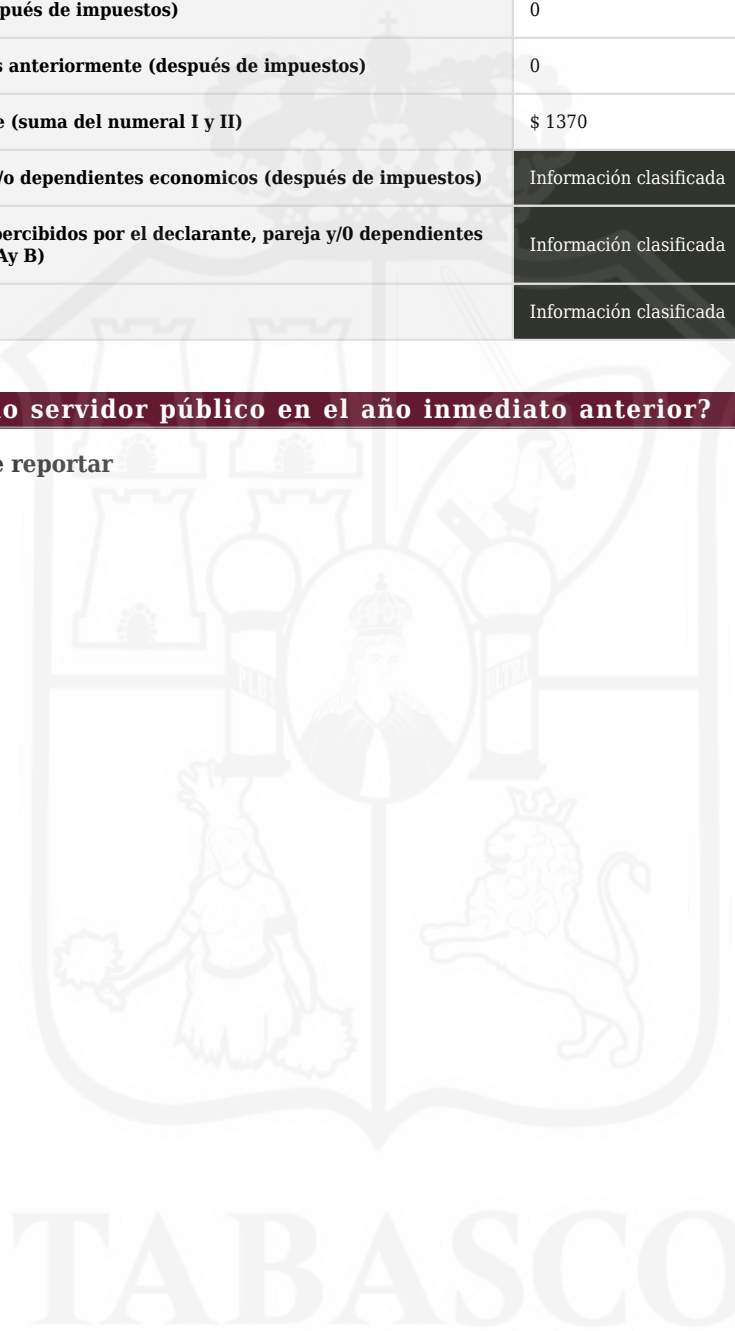 pués de impuestos)
0
s anteriormente (después de impuestos)
0
e (suma del numeral I y II)
$ 1370
/o dependientes economicos (después de impuestos)
Información clasificada
percibidos por el declarante, pareja y/0 dependientes
Ay B)
Información clasificada
Información clasificada
o servidor público en el año inmediato anterior?
e reportar
PLUS
ULTRA
TABASCO